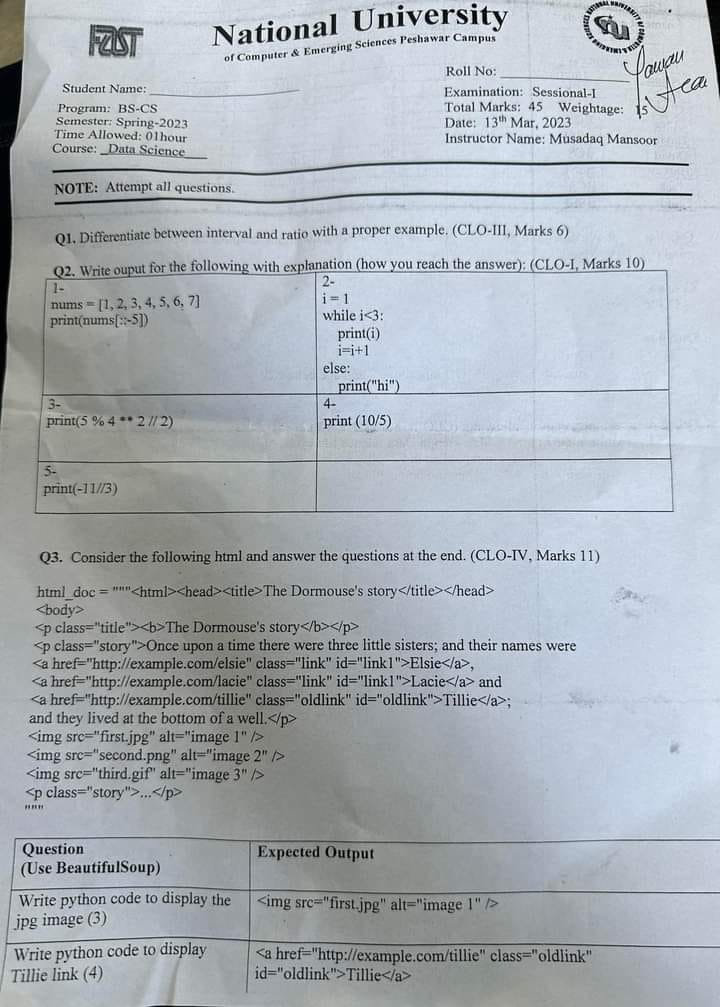 FAST
National University
of Computer & Emerging Sciences Peshawar Campus
Roll No:
Student Name:
Examination: Sessional-I
Program: BS-CS
Total Marks: 45 Weightage: 15
Semester: Spring-2023
Date: 13th Mar, 2023
Time Allowed: 01hour
Instructor Name: Musadaq Mansoor
Course: _Data Science
NOTE: Attempt all questions.
Q1. Differentiate between interval and ratio with a proper example. (CLO-III, Marks 6)
Q2. Write ouput for the following with explanation (how you reach the answer): (CLO-I, Marks 10)
1-
nums = [1, 2, 3, 4, 5, 6, 7]
print(nums[::-5])
2-
i = 1
while i<3:
print(i)
i=i+1
else:
print("hi")
3-
print(5 % 4 ** 2 // 2)
4-
print (10/5)
5-
print(-11//3)
Q3. Consider the following html and answer the questions at the end. (CLO-IV, Marks 11)
html_doc = """<html><head><title>The Dormouse's story</title></head>
<body>
<p class="title"><b>The Dormouse's story</b></p>
<p class="story">Once upon a time there were three little sisters; and their names were
<a href="http://example.com/elsie" class="link" id="link1">Elsie</a>,
<a href="http://example.com/lacie" class="link" id="link1">Lacie</a> and
<a href="http://example.com/tillie" class="oldlink" id="oldlink">Tillie</a>;
and they lived at the bottom of a well.</p>
<img src="first.jpg" alt="image 1" />
<img src="second.png" alt="image 2" />
<img src="third.gif" alt="image 3" />
<p class="story">...</p>
"""
Question
(Use BeautifulSoup)
Expected Output
Write python code to display the
jpg image (3)
<img src="first.jpg" alt="image 1" />
Write python code to display
Tillie link (4)
<a href="http://example.com/tillie" class="oldlink"
id="oldlink">Tillie</a>